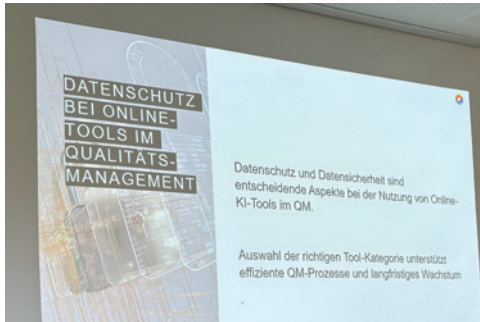 DATENSCHUTZ
BEI ONLINE-
TOOLS IM
QUALITÄTS-
MANAGEMENT
Datenschutz und Datensicherheit sind
entscheidende Aspekte bei der Nutzung von Online-
KI-Tools im QM.
Auswahl der richtigen Tool-Kategorie unterstützt
effiziente QM-Prozesse und langfristiges Wachstum